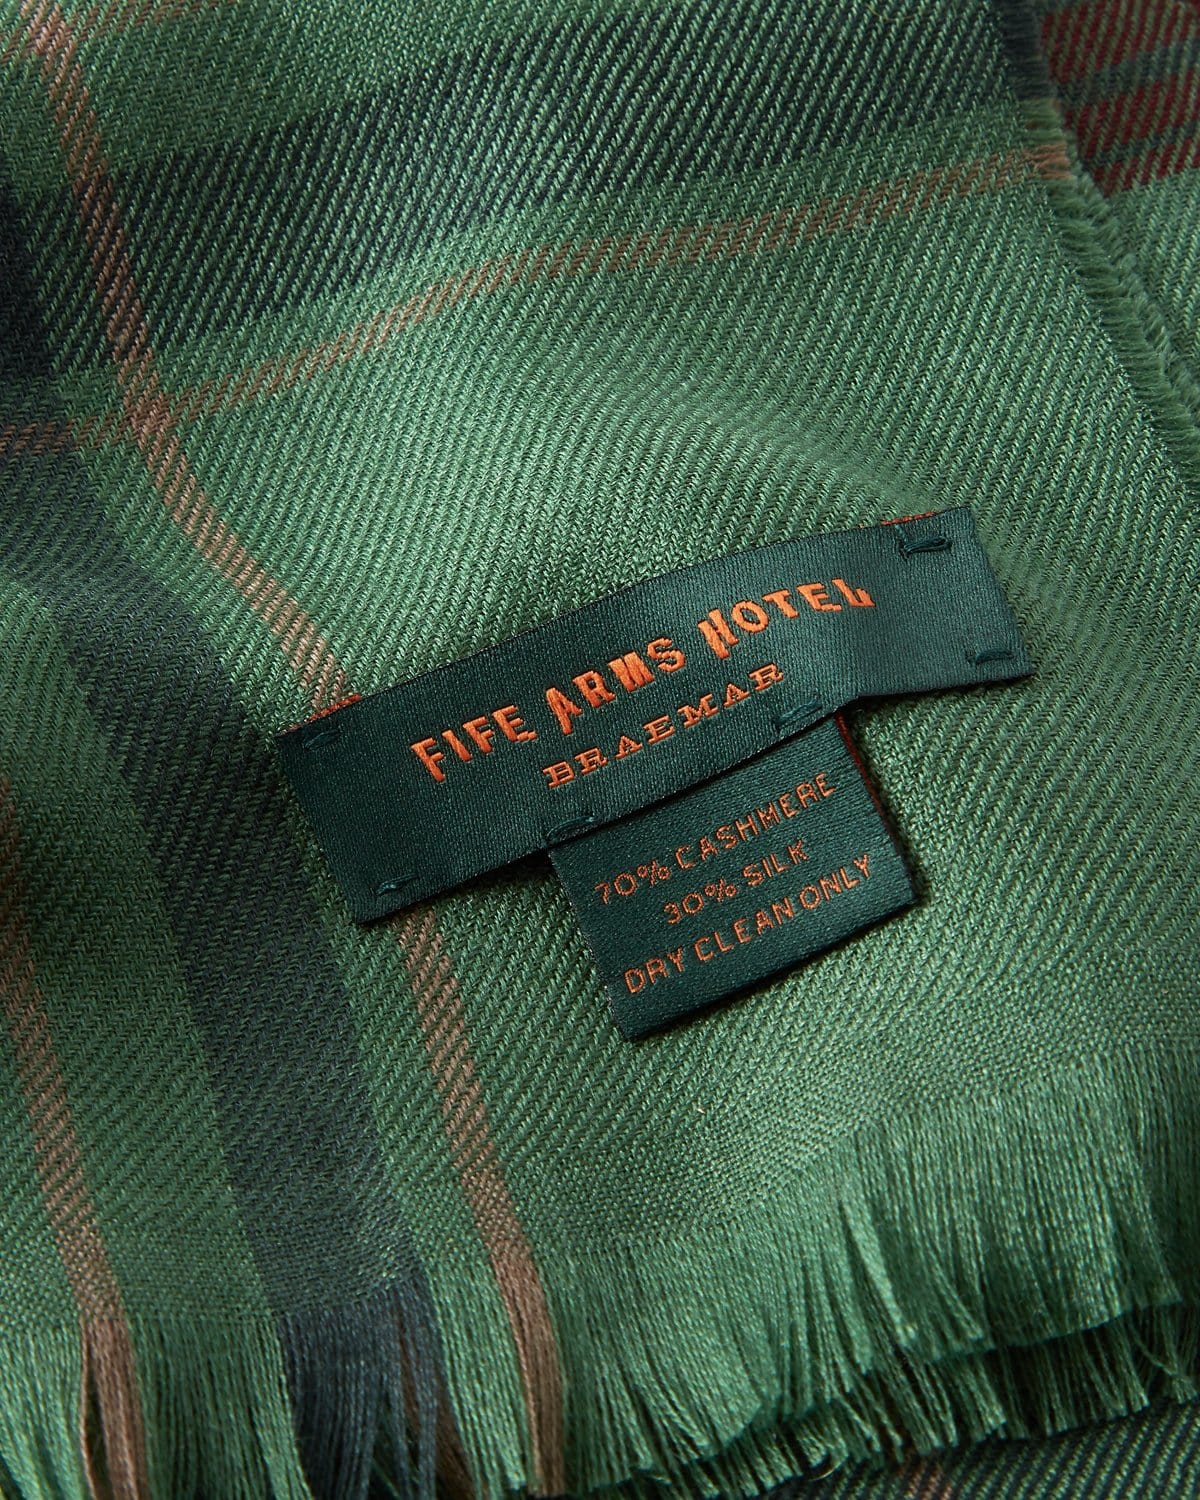 FIFE ARMS HOTEL
BRAEMAR
70% CASHMERE
30% SILK
DRY CLEAN ONLY